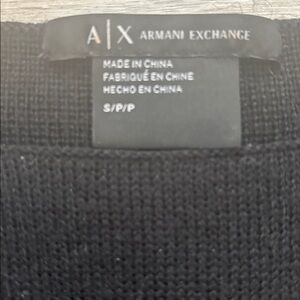 A|X ARMANI EXCHANGE
MADE IN CHINA
FABRIQUÉ EN CHINE
HECHO EN CHINA
S/P/P